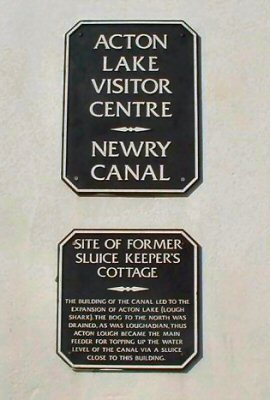 ACTON
LAKE
VISITOR
CENTRE
NEWRY
CANAL
SITE OF FORMER
SLUICE KEEPER'S
COTTAGE
THE BUILDING OF THE CANAL LED TO THE
EXPANSION OF ACTON LAKE (LOUGH
SHARK). THE BOG TO THE NORTH WAS
DRAINED, AS WAS LOUGHADIAN, THUS
ACTON LOUGH BECAME THE MAIN
FEEDER FOR TOPPING UP THE WATER
LEVEL OF THE CANAL VIA A SLUICE
CLOSE TO THIS BUILDING.